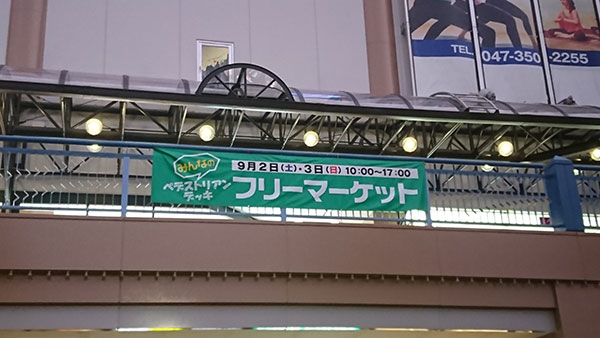 TEL.047-350-2255
みんなの
ペデストリアン
デッキ
9月2日(土)・3日(日) 10:00～17:00
フリーマーケット